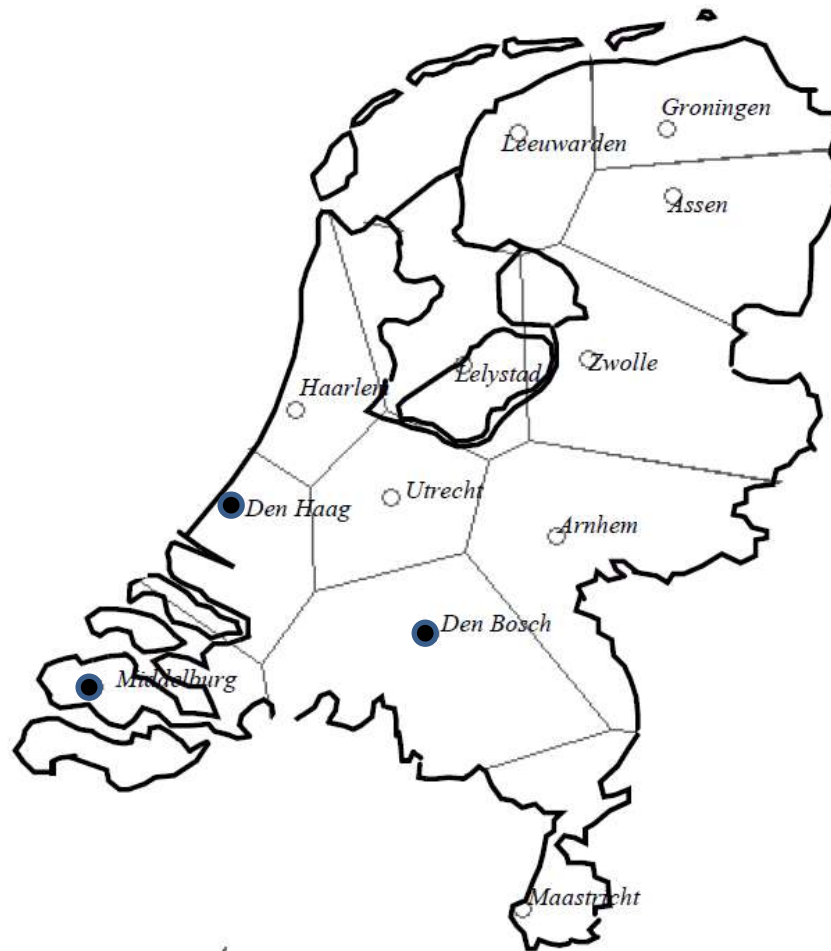 Groningen
Leeuwarden
Assen
Zwolle
Lelystad
Haarlem
Utrecht
Den Haag
Arnhem
Den Bosch
Middelburg
Maastricht